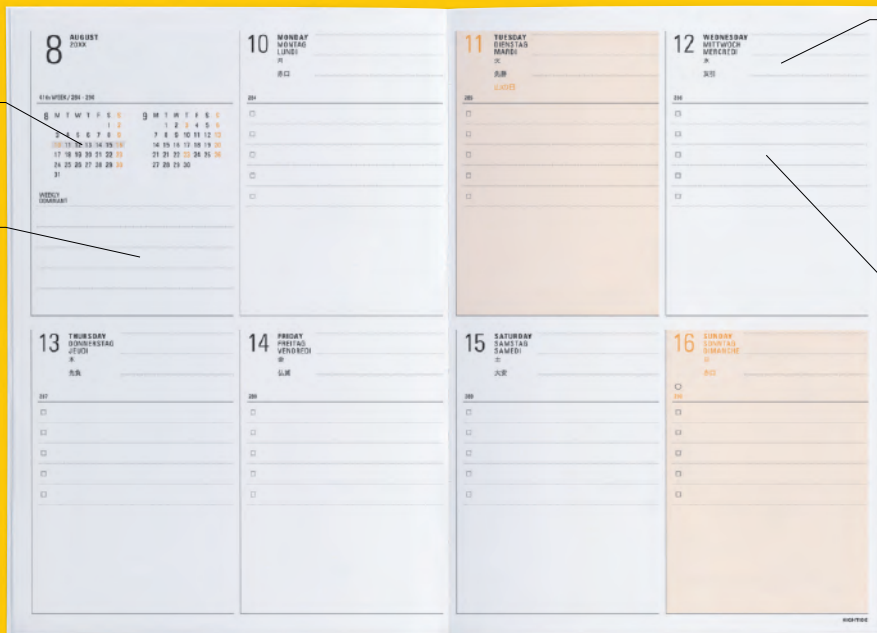 8 AUGUST
20XX
8 M T W T F S S
1 2
3 4 5 6 7 8 9
10 11 12 13 14 15 16
17 18 19 20 21 22 23
24 25 26 27 28 29 30
31
9 M T W T F S S
1 2 3 4 5 6
7 8 9 10 11 12 13
14 15 16 17 18 19 20
21 22 23 24 25 26
27 28 29 30
WEEKLY
DOMINANT
10 MONDAY
MONTAG
LUNDI
月
赤口
11 TUESDAY
DIENSTAG
MARDI
火
先勝
山の日
12 WEDNESDAY
MITTWOCH
MERCREDI
水
友引
13 THURSDAY
DONNERSTAG
JEUDI
木
先負
14 FRIDAY
FREITAG
VENDREDI
金
仏滅
15 SATURDAY
SAMSTAG
SAMEDI
土
大安
16 SUNDAY
SONNTAG
DIMANCHE
日
赤口